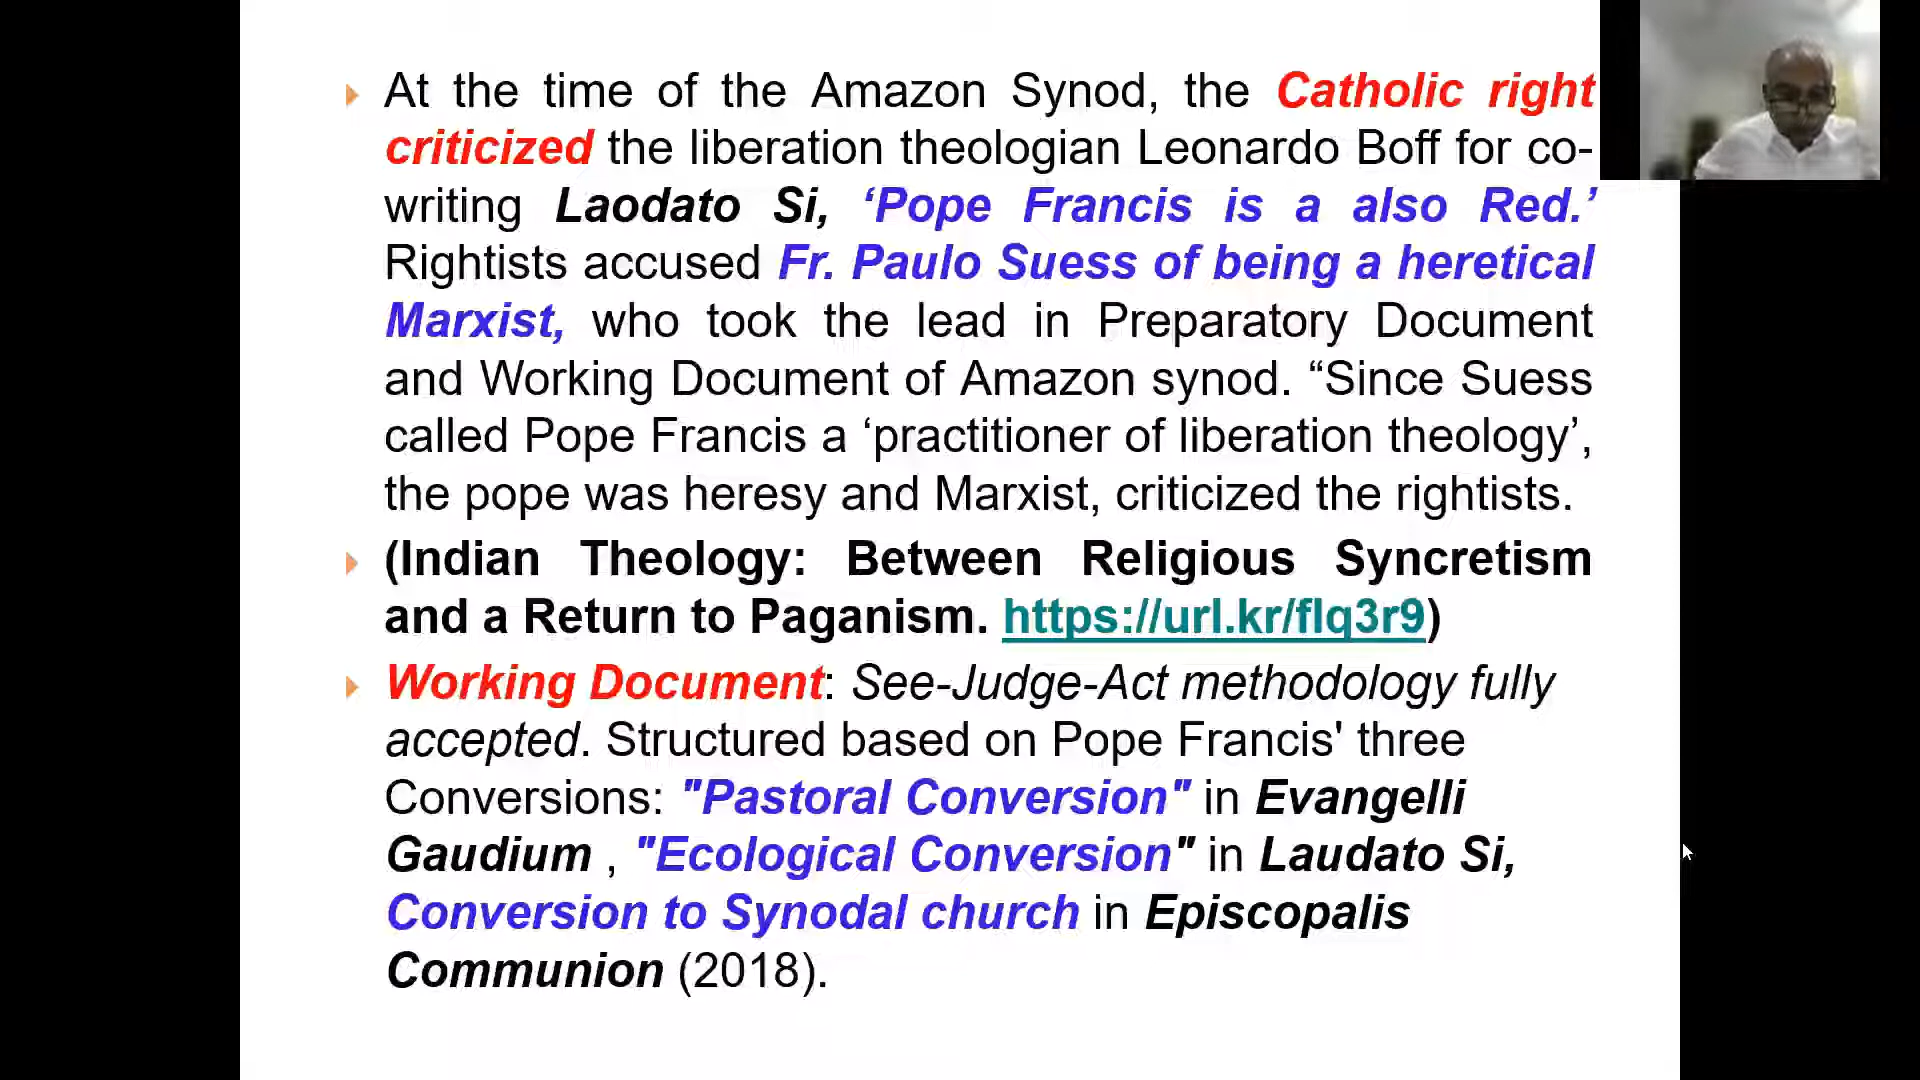 At the time of the Amazon Synod, the Catholic right
criticized the liberation theologian Leonardo Boff for co-
writing Laodato Si, ‘Pope Francis is a also Red.’
Rightists accused Fr. Paulo Suess of being a heretical
Marxist, who took the lead in Preparatory Document
and Working Document of Amazon synod. “Since Suess
called Pope Francis a ‘practitioner of liberation theology’,
the pope was heresy and Marxist, criticized the rightists.
(Indian Theology: Between Religious Syncretism
and a Return to Paganism. https://url.kr/flq3r9)
Working Document: See-Judge-Act methodology fully
accepted. Structured based on Pope Francis' three
Conversions: "Pastoral Conversion" in Evangelli
Gaudium , "Ecological Conversion" in Laudato Si,
Conversion to Synodal church in Episcopalis
Communion (2018).